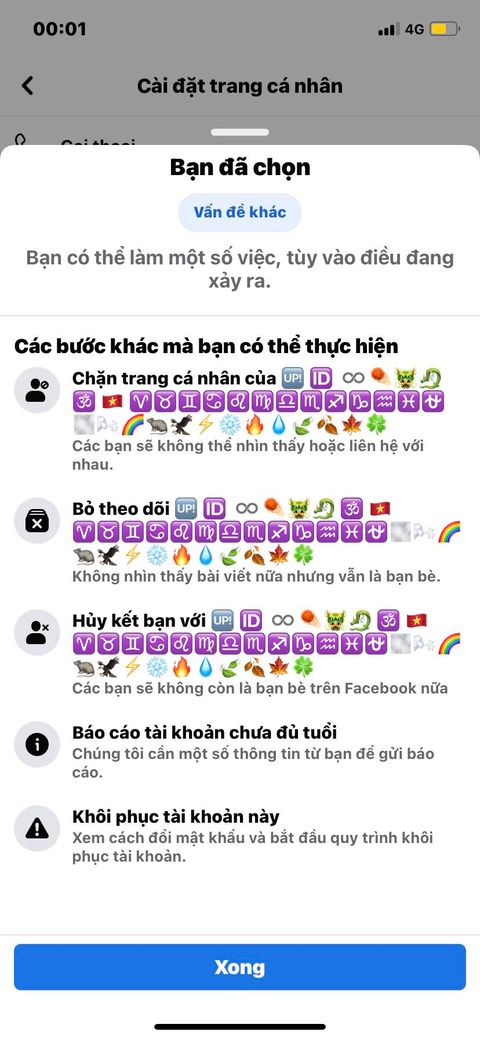 00:01
4G
Cài đặt trang cá nhân
Bạn đã chọn
Vấn đề khác
Bạn có thể làm một số việc, tùy vào điều đang
xảy ra.
Các bước khác mà bạn có thể thực hiện
Chặn trang cá nhân của 🆙 🆔 ♾ ☄️ 🐲 🐉
🕉 🇻🇳 ♈♉♊♋♌♍♎♏♐♑♒♓⛎
🌫🌬🌈🐀🦅⚡❄️🔥💧🍃🍂🍁🍀
Các bạn sẽ không thể nhìn thấy hoặc liên hệ với
nhau.
Bỏ theo dõi 🆙 🆔 ♾ ☄️ 🐲 🐉 🕉 🇻🇳
♈♉♊♋♌♍♎♏♐♑♒♓⛎🌫🌬🌈
🐀🦅⚡❄️🔥💧🍃🍂🍁🍀
Không nhìn thấy bài viết nữa nhưng vẫn là bạn bè.
Hủy kết bạn với 🆙 🆔 ♾ ☄️ 🐲 🐉 🕉 🇻🇳
♈♉♊♋♌♍♎♏♐♑♒♓⛎🌫🌬🌈
🐀🦅⚡❄️🔥💧🍃🍂🍁🍀
Các bạn sẽ không còn là bạn bè trên Facebook nữa
Báo cáo tài khoản chưa đủ tuổi
Chúng tôi cần một số thông tin từ bạn để gửi báo
cáo.
Khôi phục tài khoản này
Xem cách đổi mật khẩu và bắt đầu quy trình khôi
phục tài khoản.
Xong